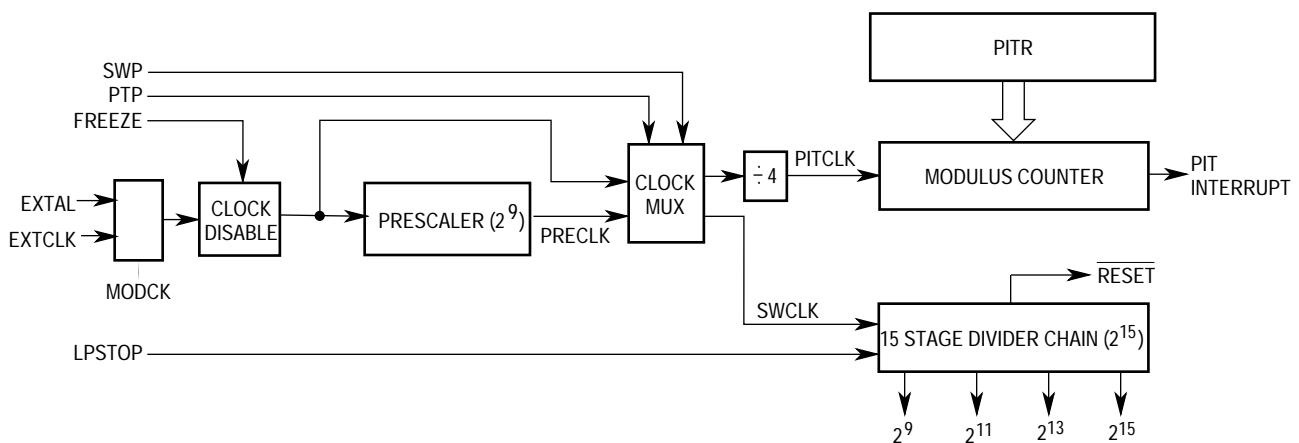 PITR
SWP
PTP
FREEZE
EXTAL
EXTCLK
MODCK
CLOCK
DISABLE
PRESCALER (2⁹)
PRECLK
CLOCK
MUX
÷ 4
PITCLK
MODULUS COUNTER
PIT
INTERRUPT
RESET
SWCLK
LPSTOP
15 STAGE DIVIDER CHAIN (2¹⁵)
2⁹ 2¹¹ 2¹³ 2¹⁵